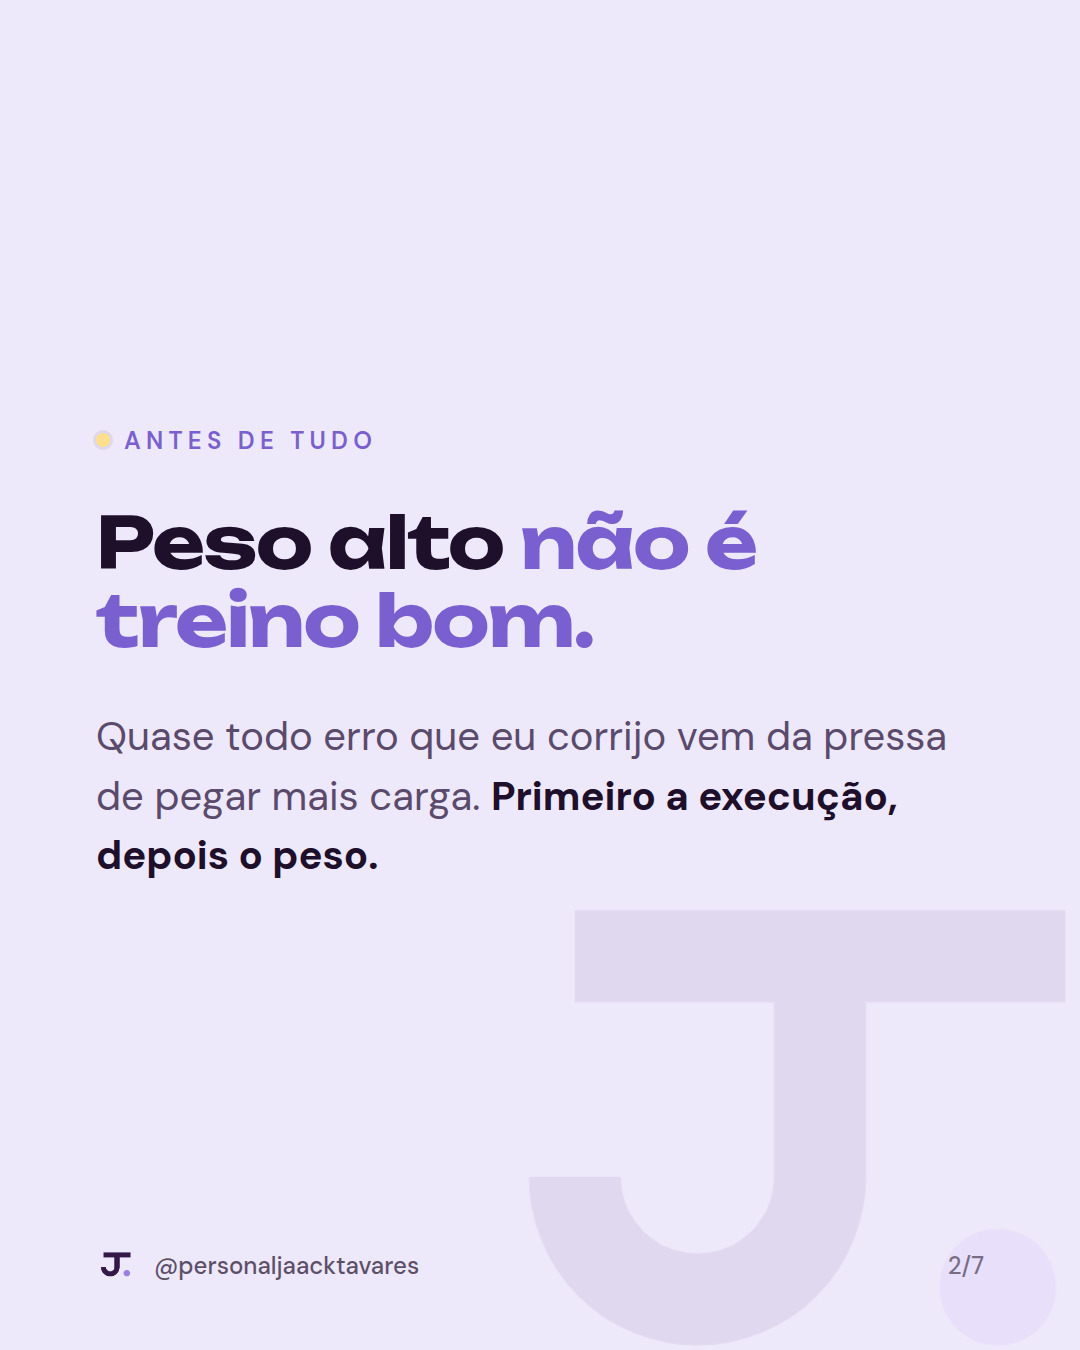 ANTES DE TUDO
Peso alto não é
treino bom.
Quase todo erro que eu corrijo vem da pressa
de pegar mais carga. Primeiro a execução,
depois o peso.
@personaljaacktavares
2/7